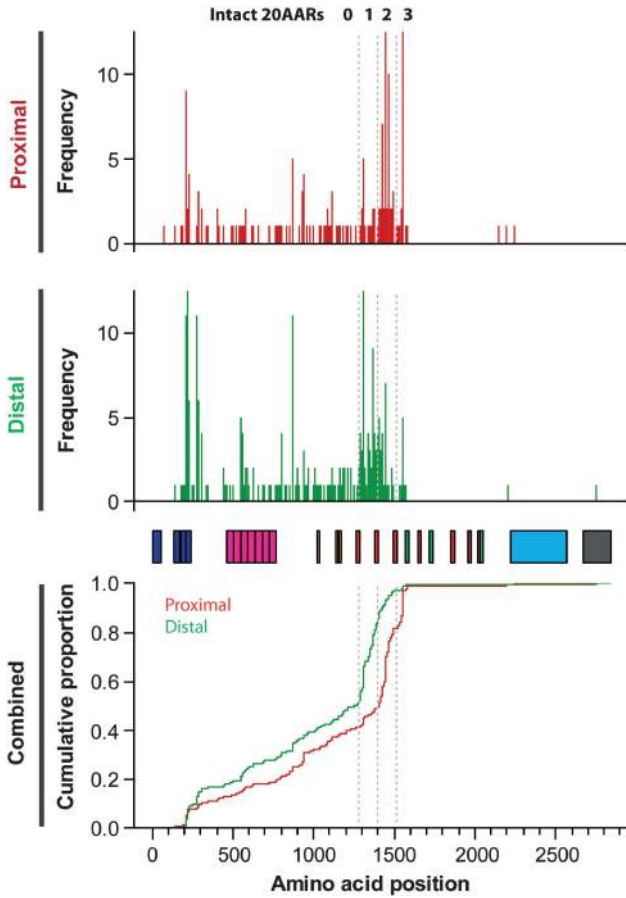 Intact 20AARs 0 1 2 3
Proximal
Frequency
10
5
0
Distal
Frequency
10
5
0
Combined
Cumulative proportion
1.0
0.8
0.6
0.4
0.2
0.0
Proximal
Distal
0 500 1000 1500 2000 2500
Amino acid position